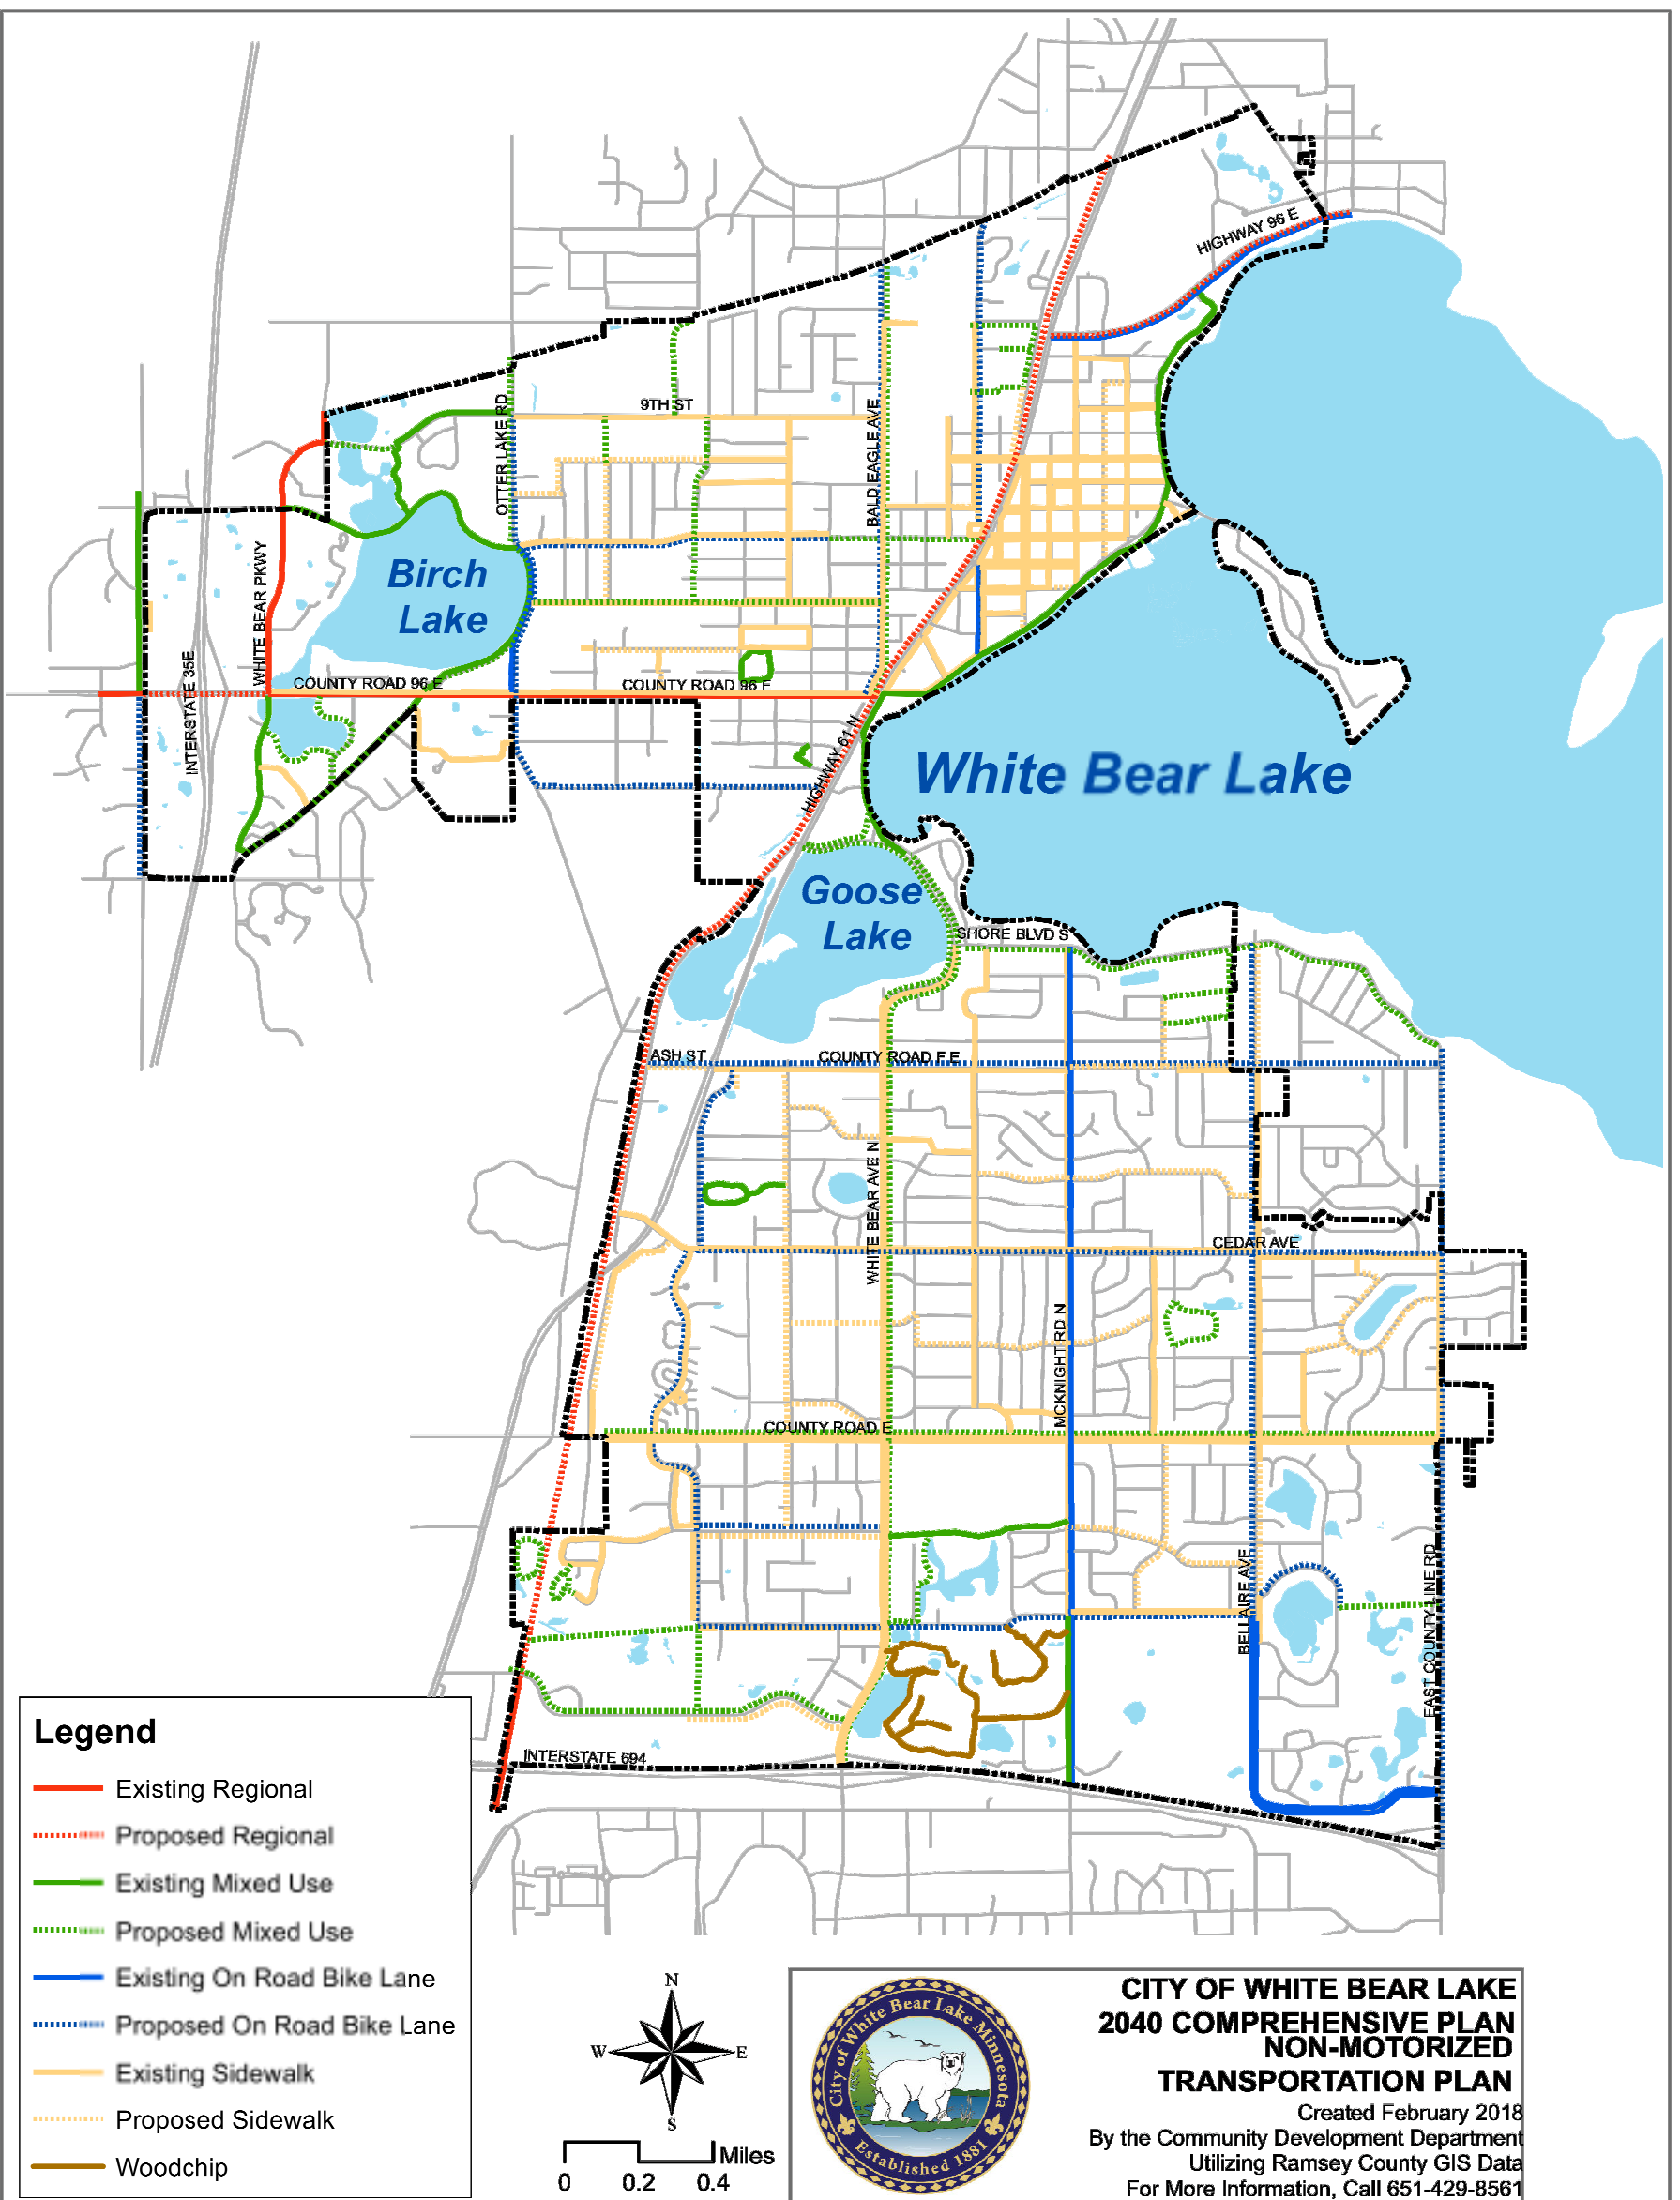 HIGHWAY 96 E
9TH ST
OTTER LAKE RD
BALD EAGLE AVE
Birch
Lake
WHITE BEAR PKWY
INTERSTATE 35E
COUNTY ROAD 96 E
COUNTY ROAD 96 E
HIGHWAY 61 N
White Bear Lake
Goose
Lake
SHORE BLVD S
ASH ST
COUNTY ROAD F E
WHITE BEAR AVE N
CEDAR AVE
MCKNIGHT RD N
COUNTY ROAD E
BELLAIRE AVE
EAST COUNTY LINE RD
INTERSTATE 694
Legend
Existing Regional
Proposed Regional
Existing Mixed Use
Proposed Mixed Use
Existing On Road Bike Lane
Proposed On Road Bike Lane
Existing Sidewalk
Proposed Sidewalk
Woodchip
N
W E
S
Miles
0 0.2 0.4
City of White Bear Lake Minnesota
Established 1881
CITY OF WHITE BEAR LAKE
2040 COMPREHENSIVE PLAN
NON-MOTORIZED
TRANSPORTATION PLAN
Created February 2018
By the Community Development Department
Utilizing Ramsey County GIS Data
For More Information, Call 651-429-8561